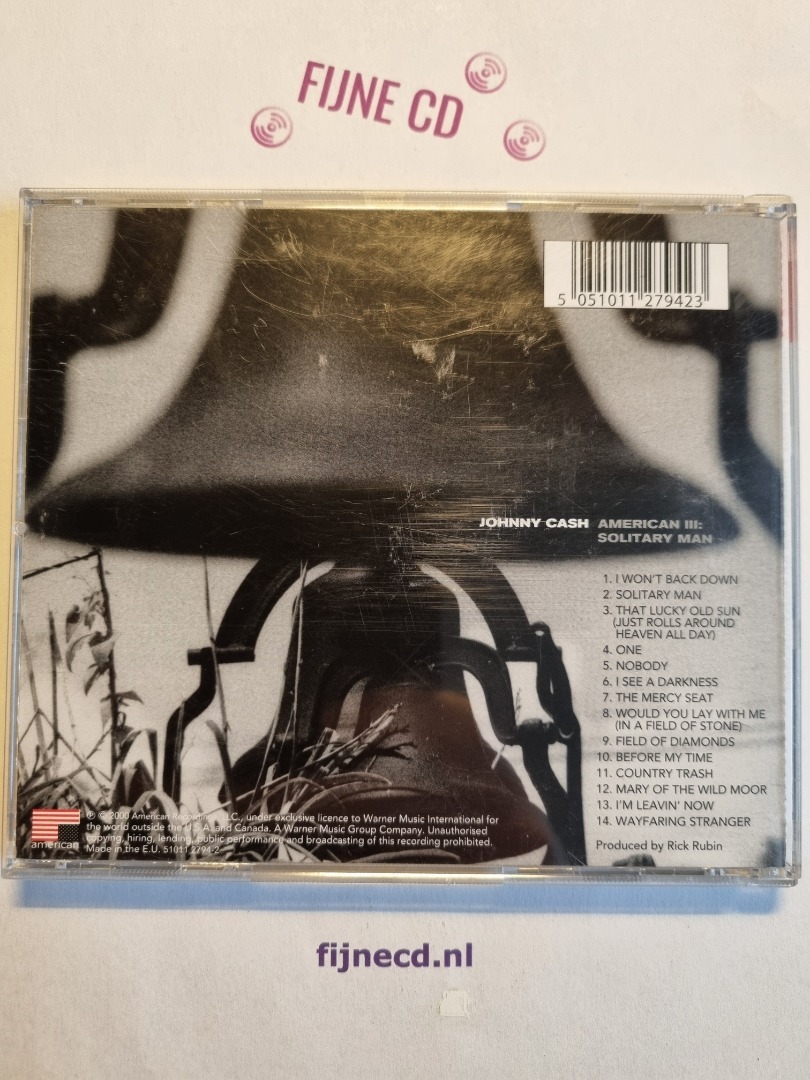 FIJNE CD
5 051011 279423
JOHNNY CASH AMERICAN III:
SOLITARY MAN
1. I WON'T BACK DOWN
2. SOLITARY MAN
3. THAT LUCKY OLD SUN
(JUST ROLLS AROUND
HEAVEN ALL DAY)
4. ONE
5. NOBODY
6. I SEE A DARKNESS
7. THE MERCY SEAT
8. WOULD YOU LAY WITH ME
(IN A FIELD OF STONE)
9. FIELD OF DIAMONDS
10. BEFORE MY TIME
11. COUNTRY TRASH
12. MARY OF THE WILD MOOR
13. I'M LEAVIN' NOW
14. WAYFARING STRANGER
Produced by Rick Rubin
american
℗ © 2000 American Recordings, LLC., under exclusive licence to Warner Music International for
the world outside the U.S.A. and Canada. A Warner Music Group Company. Unauthorised
copying, hiring, lending, public performance and broadcasting of this recording prohibited.
Made in the E.U. 51011 2794-2
fijnecd.nl